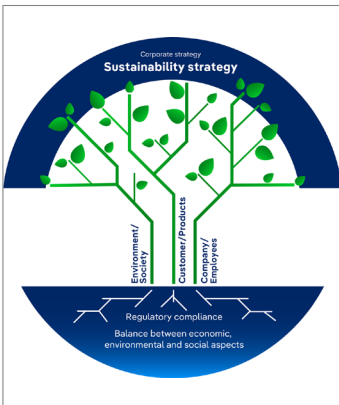 Corporate strategy
Sustainability strategy
Environment/
Society
Customer/Products
Company/
Employees
Regulatory compliance
Balance between economic,
environmental and social aspects